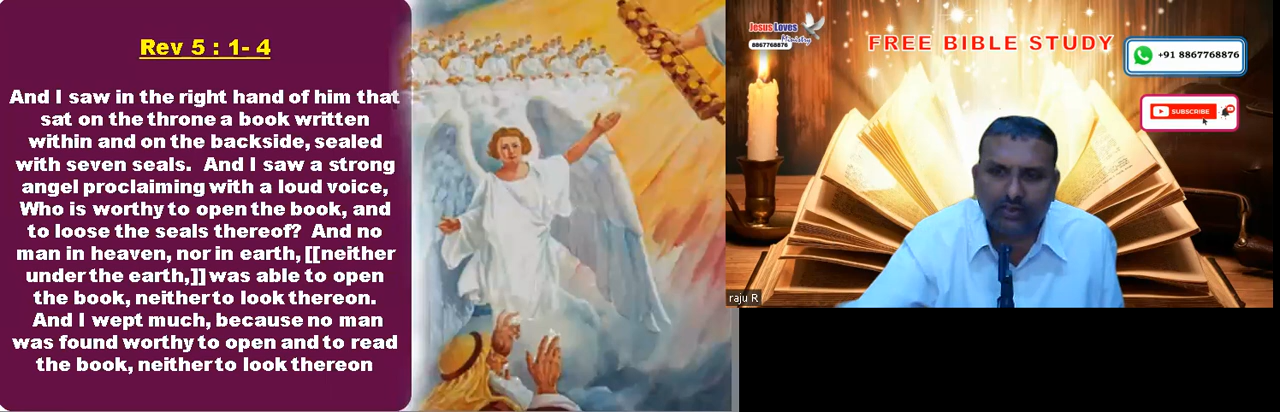 Rev 5 : 1- 4
And I saw in the right hand of him that
sat on the throne a book written
within and on the backside, sealed
with seven seals.  And I saw a strong
angel proclaiming with a loud voice,
Who is worthy to open the book, and
to loose the seals thereof?  And no
man in heaven, nor in earth, [[neither
under the earth,]] was able to open
the book, neither to look thereon.
And I wept much, because no man
was found worthy to open and to read
the book, neither to look thereon
Jesus Loves
Ministry
8867768876
FREE BIBLE STUDY
+91 8867768876
SUBSCRIBE
raju R